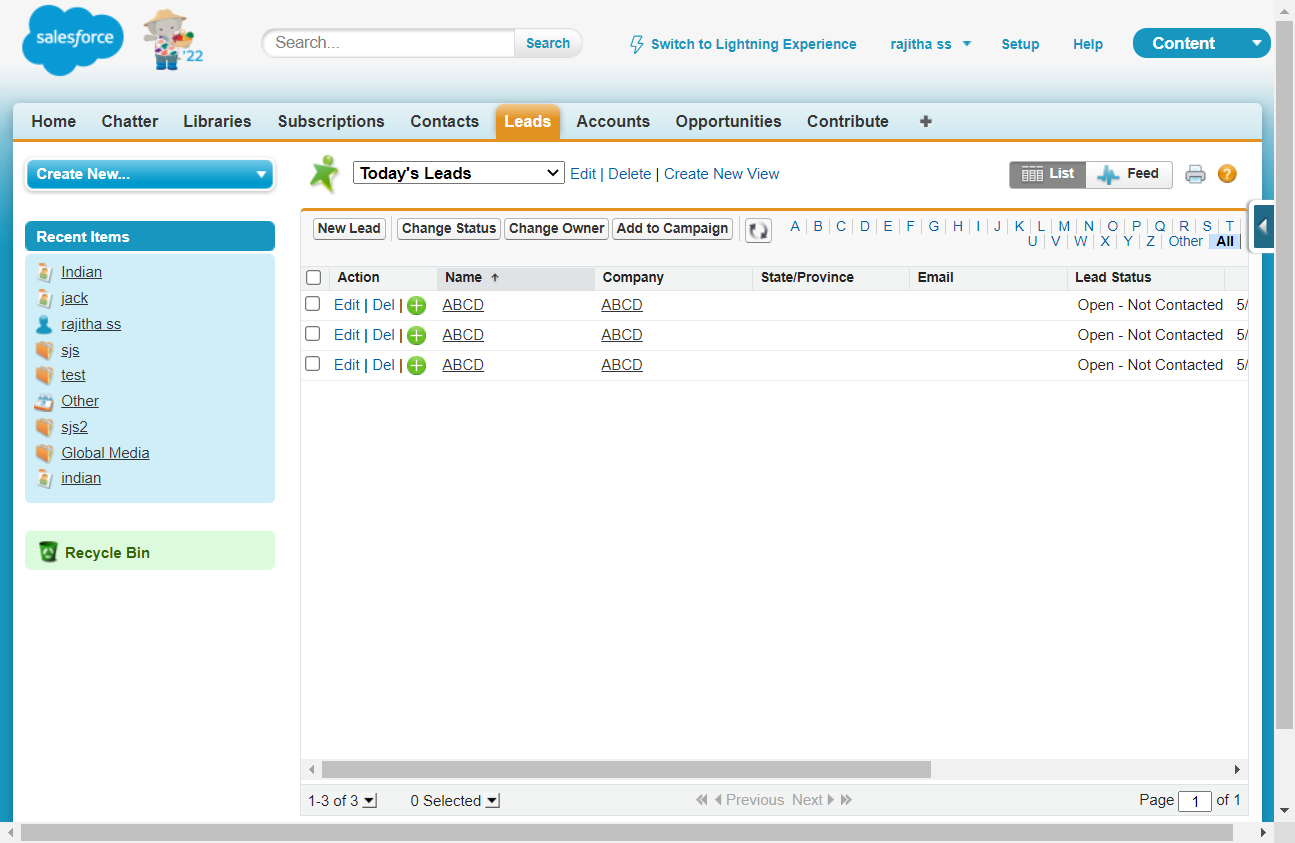 salesforce '22 Search... Search Switch to Lightning Experience rajitha ss Setup Help Content
Home Chatter Libraries Subscriptions Contacts Leads Accounts Opportunities Contribute +
Create New...
Today's Leads Edit | Delete | Create New View List Feed ?
Recent Items
Indian
jack
rajitha ss
sjs
test
Other
sjs2
Global Media
indian
Recycle Bin
New Lead Change Status Change Owner Add to Campaign
A | B | C | D | E | F | G | H | I | J | K | L | M | N | O | P | Q | R | S | T |
U | V | W | X | Y | Z | Other | All
Action Name Company State/Province Email Lead Status
Edit | Del | ABCD ABCD Open - Not Contacted 5/
Edit | Del | ABCD ABCD Open - Not Contacted 5/
Edit | Del | ABCD ABCD Open - Not Contacted 5/
1-3 of 3 0 Selected Previous Next Page 1 of 1